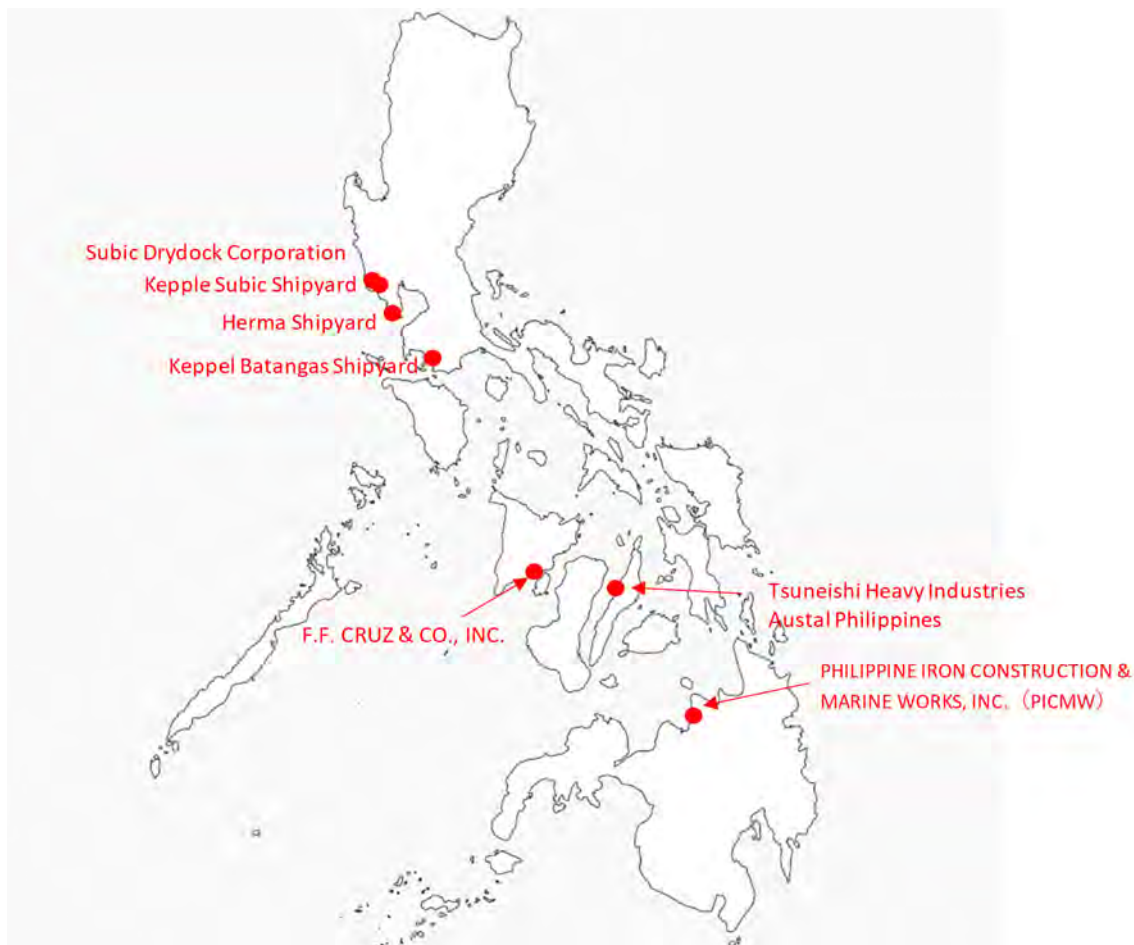 Subic Drydock Corporation
Kepple Subic Shipyard
Herma Shipyard
Keppel Batangas Shipyard
F.F. CRUZ & CO., INC.
Tsuneishi Heavy Industries
Austal Philippines
PHILIPPINE IRON CONSTRUCTION &
MARINE WORKS, INC.（PICMW）